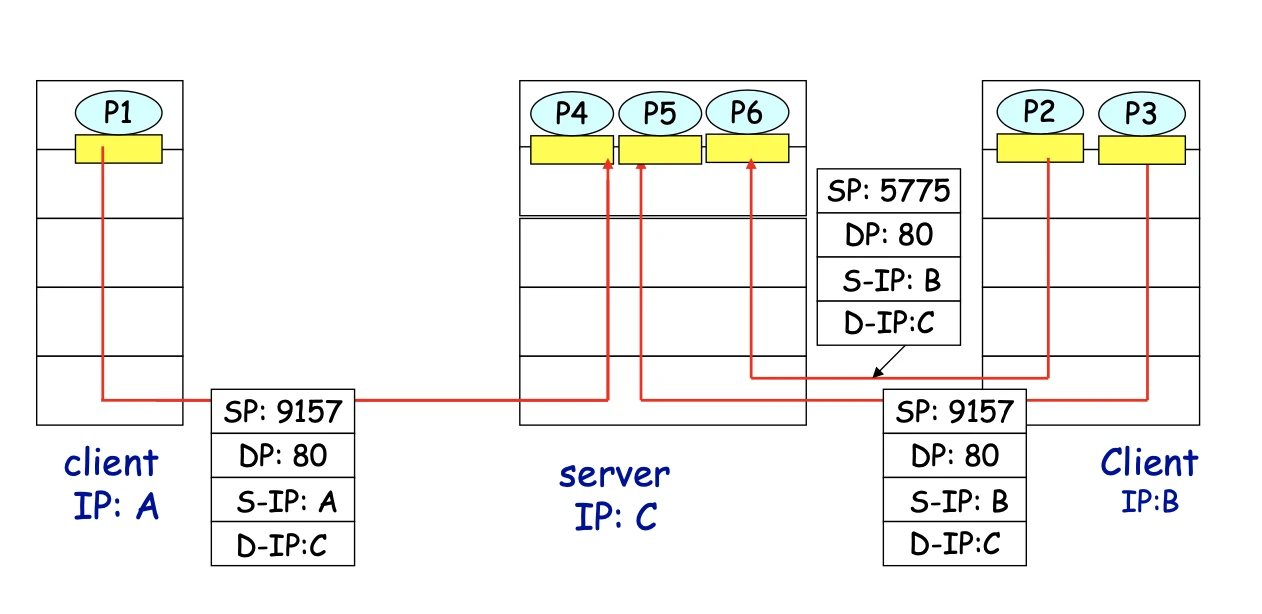 P1
P4
P5
P6
P2
P3
SP: 5775
DP: 80
S-IP: B
D-IP:C
SP: 9157
DP: 80
S-IP: A
D-IP:C
SP: 9157
DP: 80
S-IP: B
D-IP:C
client
IP: A
server
IP: C
Client
IP:B